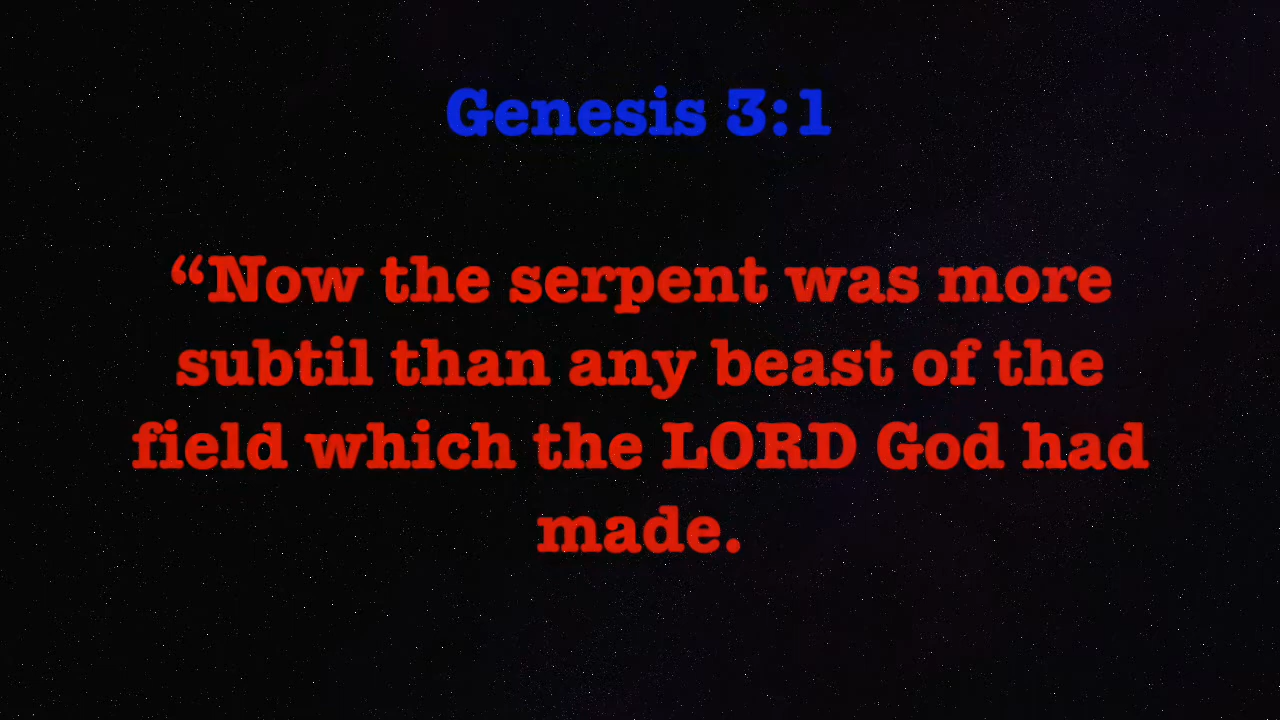 Genesis 3:1
“Now the serpent was more
subtil than any beast of the
field which the LORD God had
made.